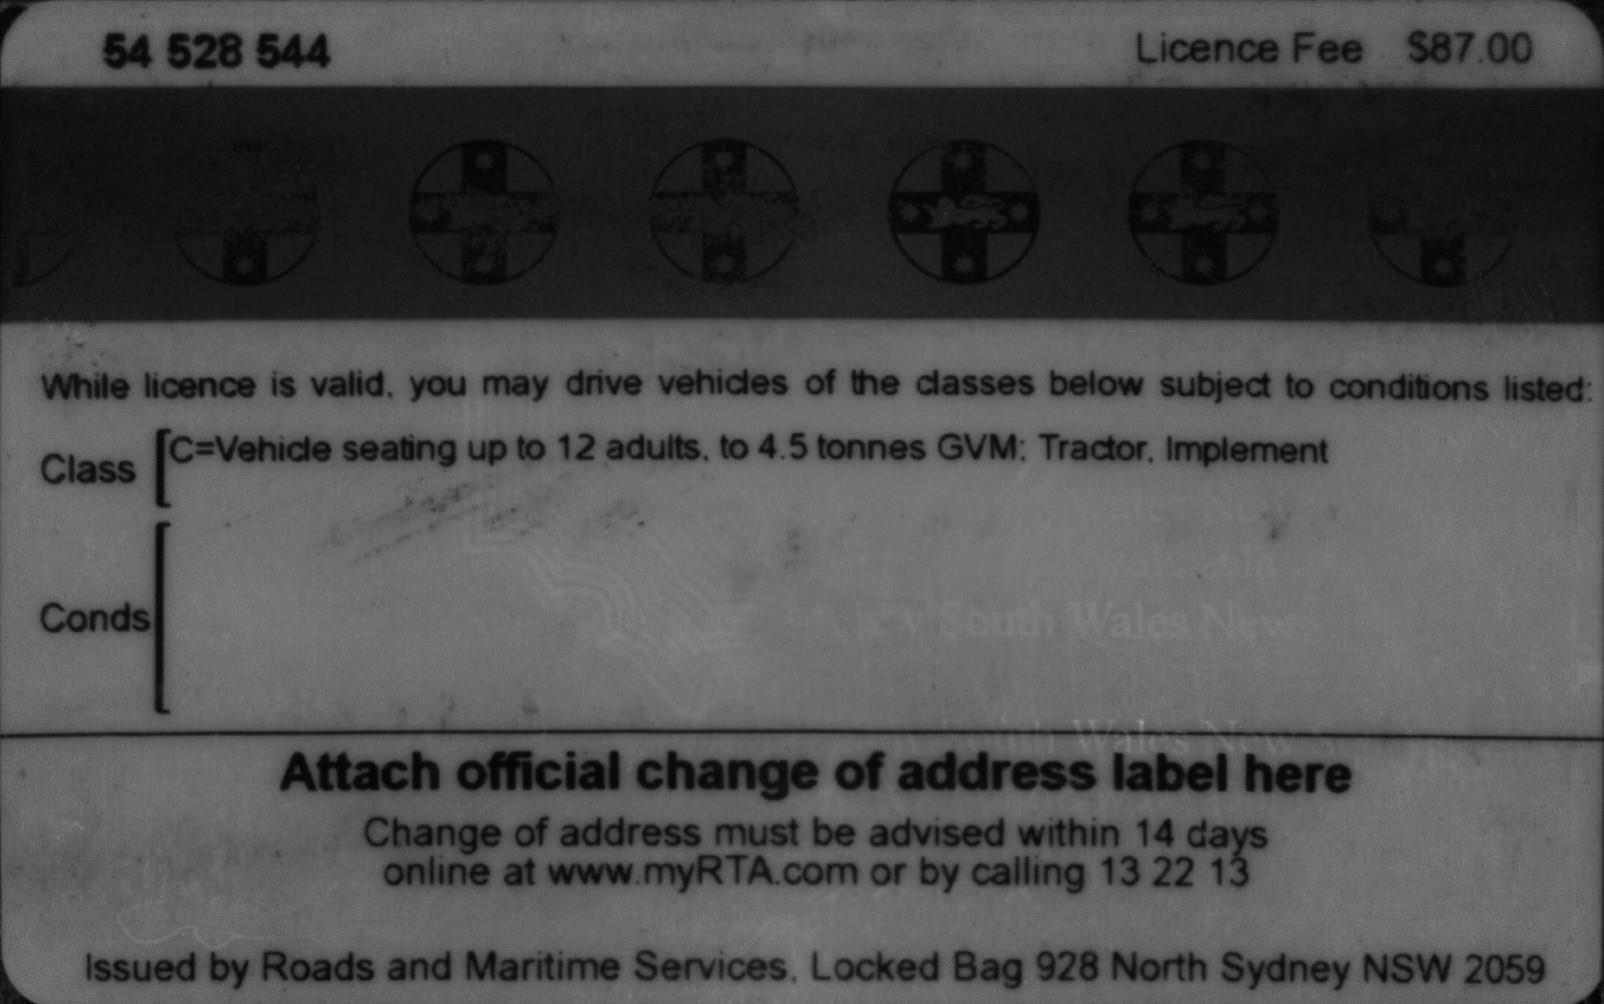 54 528 544 Licence Fee $87.00
While licence is valid, you may drive vehicles of the classes below subject to conditions listed:
Class [C=Vehicle seating up to 12 adults, to 4.5 tonnes GVM; Tractor, Implement
Conds
South Wales New
Wales New
Attach official change of address label here
Change of address must be advised within 14 days
online at www.myRTA.com or by calling 13 22 13
Issued by Roads and Maritime Services, Locked Bag 928 North Sydney NSW 2059